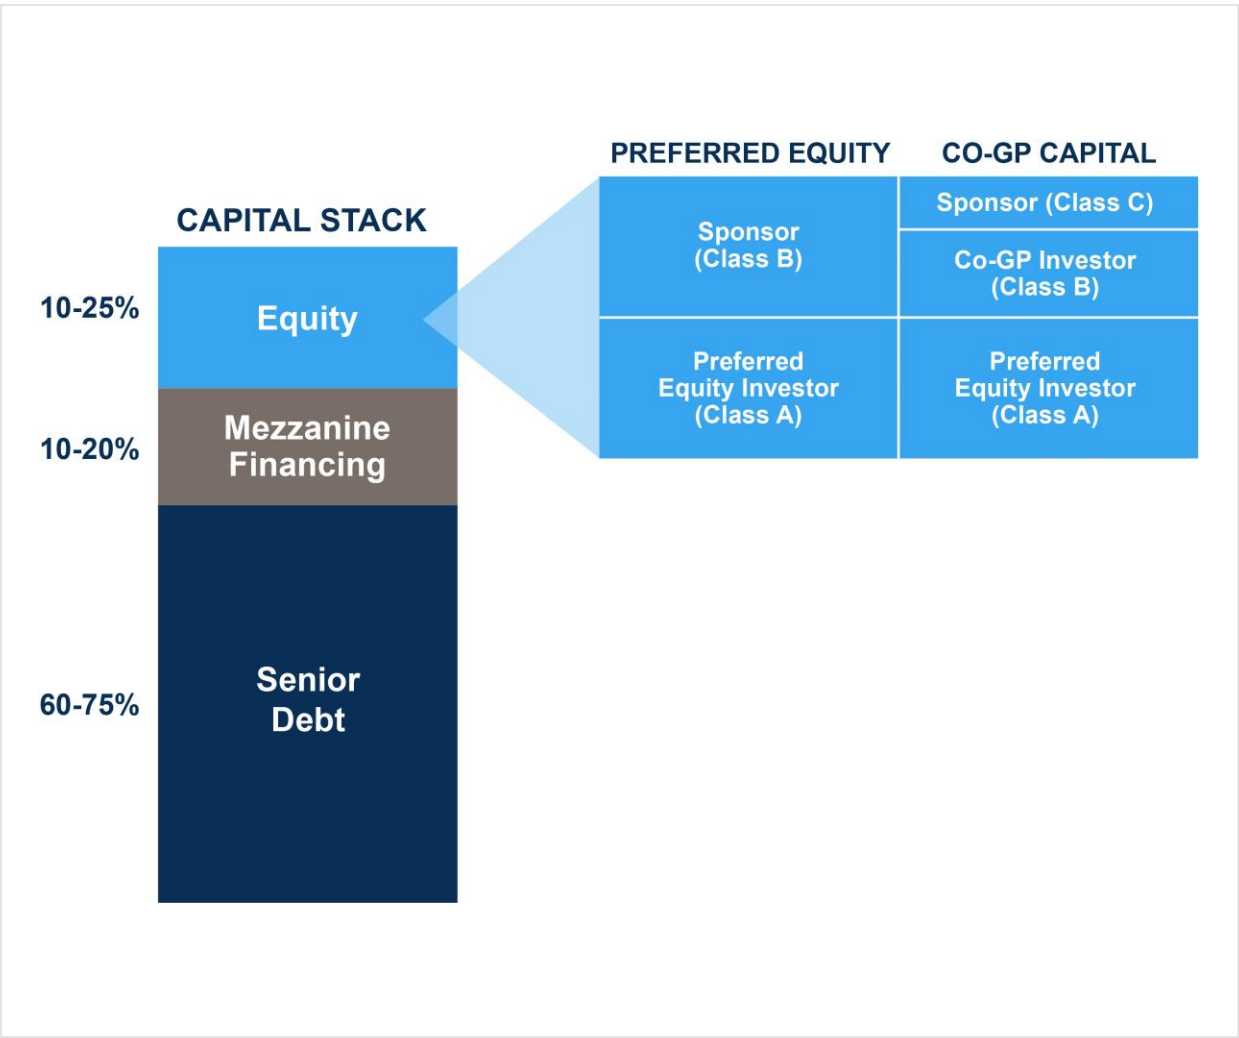 CAPITAL STACK
10-25%
Equity
10-20%
Mezzanine
Financing
60-75%
Senior
Debt
PREFERRED EQUITY
Sponsor
(Class B)
Preferred
Equity Investor
(Class A)
CO-GP CAPITAL
Sponsor (Class C)
Co-GP Investor
(Class B)
Preferred
Equity Investor
(Class A)